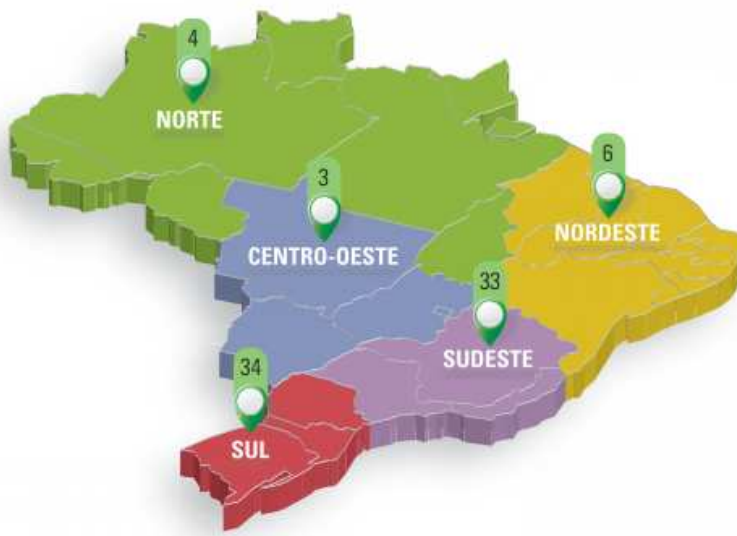 4
NORTE
6
NORDESTE
3
CENTRO-OESTE
33
SUDESTE
34
SUL